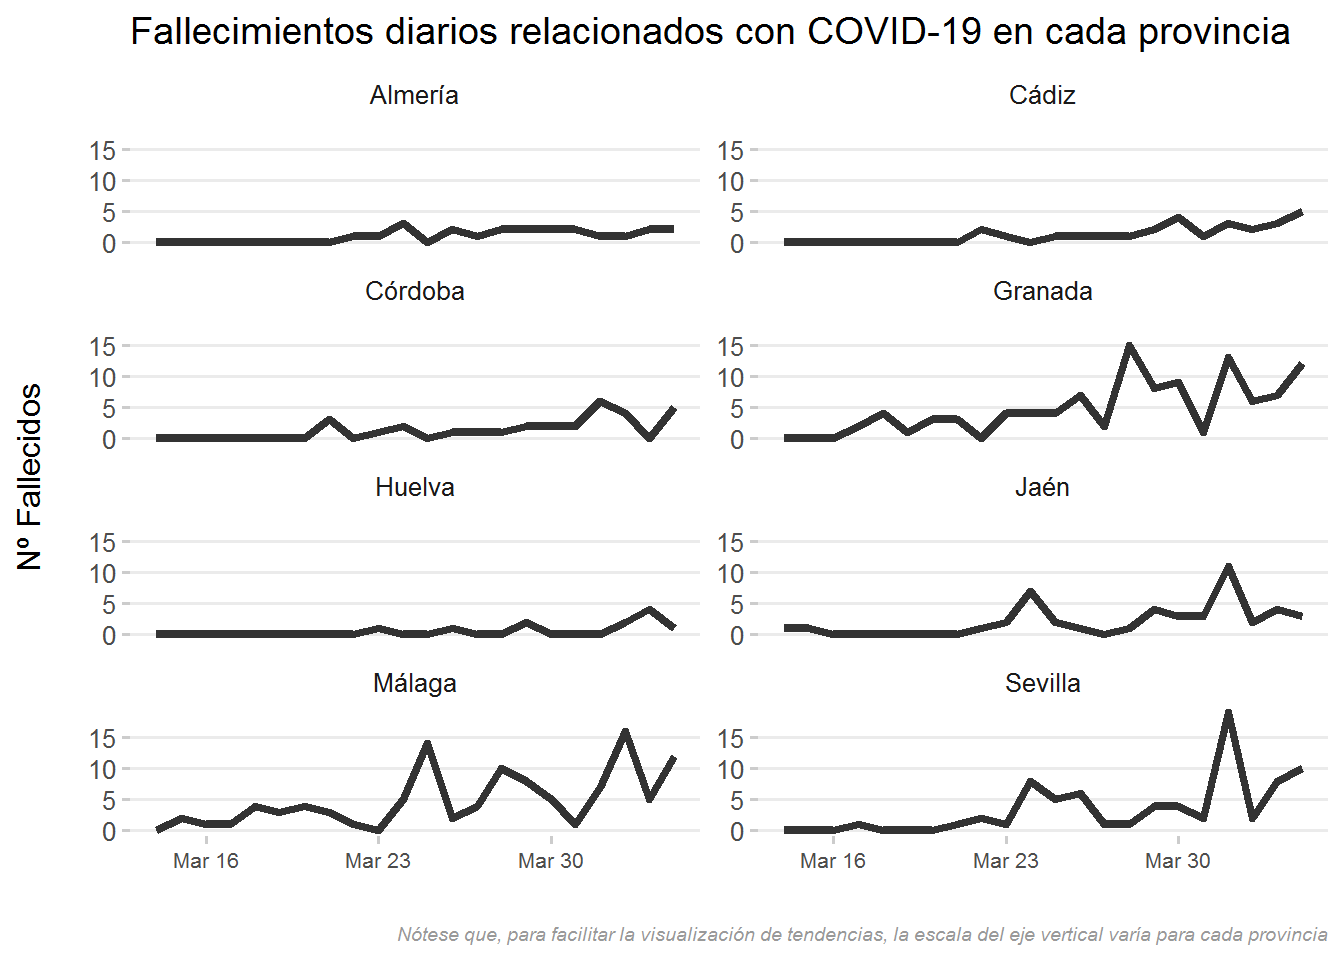 Fallecimientos diarios relacionados con COVID-19 en cada provincia
Nº Fallecidos
Almería
15
10
5
0
Cádiz
15
10
5
0
Córdoba
15
10
5
0
Granada
15
10
5
0
Huelva
15
10
5
0
Jaén
15
10
5
0
Málaga
15
10
5
0
Mar 16 Mar 23 Mar 30
Sevilla
15
10
5
0
Mar 16 Mar 23 Mar 30
Nótese que, para facilitar la visualización de tendencias, la escala del eje vertical varía para cada provincia